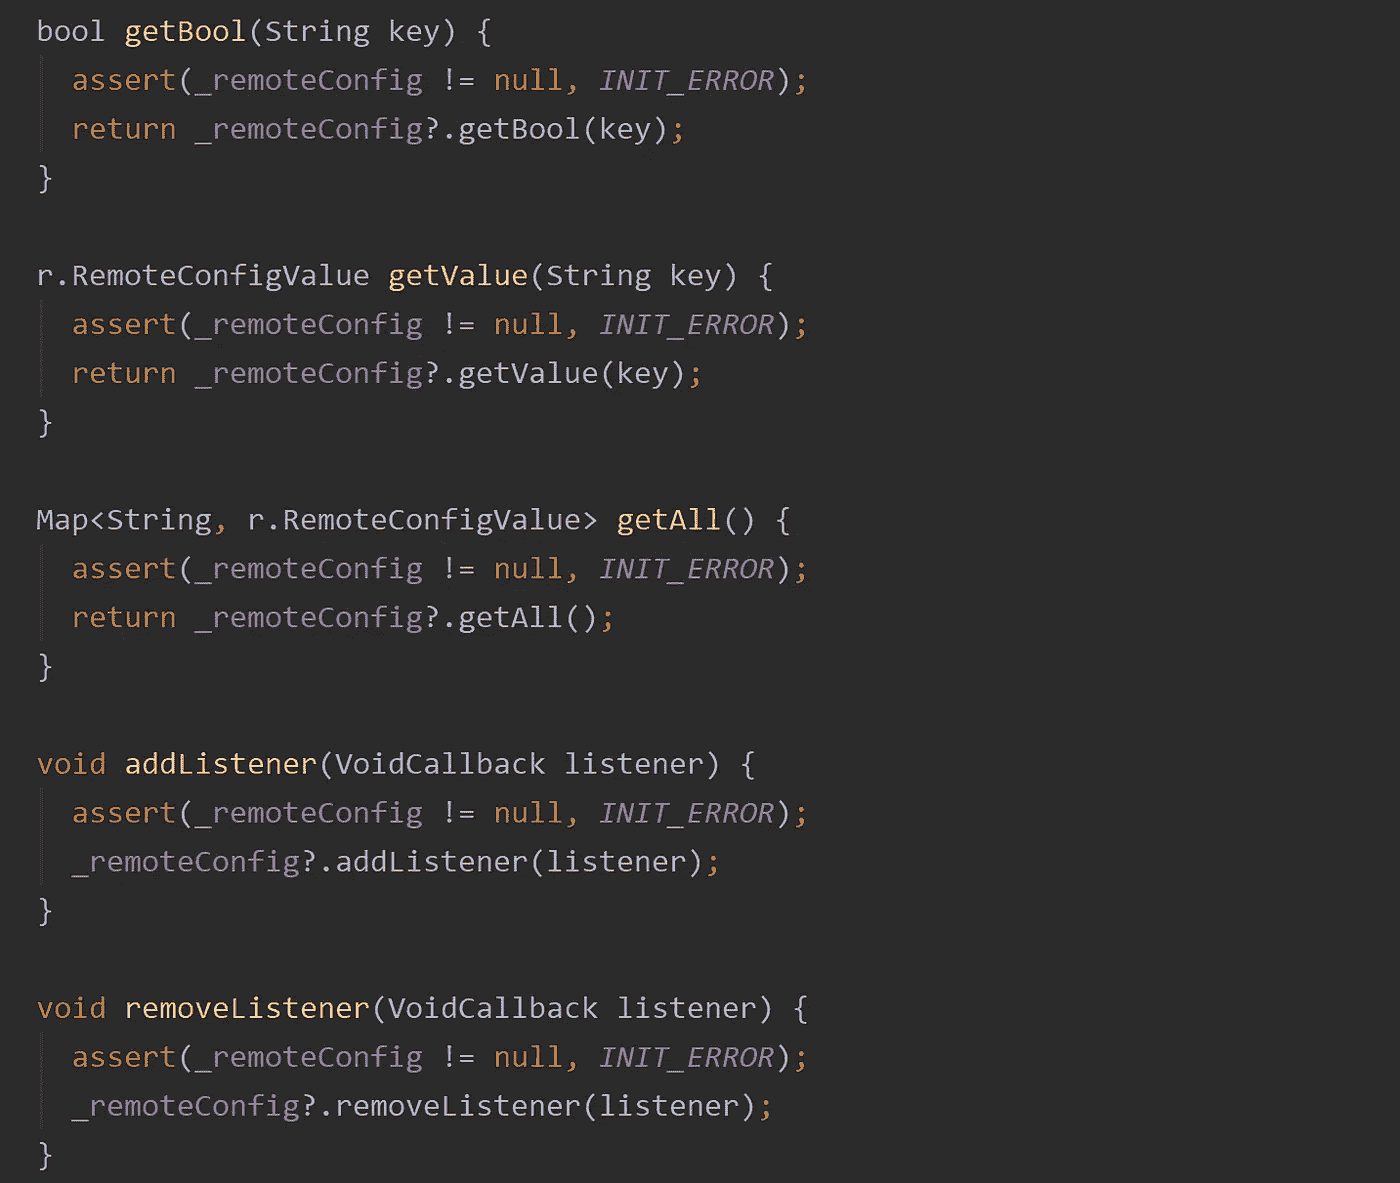 bool getBool(String key) {
  assert(_remoteConfig != null, INIT_ERROR);
  return _remoteConfig?.getBool(key);
}

r.RemoteConfigValue getValue(String key) {
  assert(_remoteConfig != null, INIT_ERROR);
  return _remoteConfig?.getValue(key);
}

Map<String, r.RemoteConfigValue> getAll() {
  assert(_remoteConfig != null, INIT_ERROR);
  return _remoteConfig?.getAll();
}

void addListener(VoidCallback listener) {
  assert(_remoteConfig != null, INIT_ERROR);
  _remoteConfig?.addListener(listener);
}

void removeListener(VoidCallback listener) {
  assert(_remoteConfig != null, INIT_ERROR);
  _remoteConfig?.removeListener(listener);
}